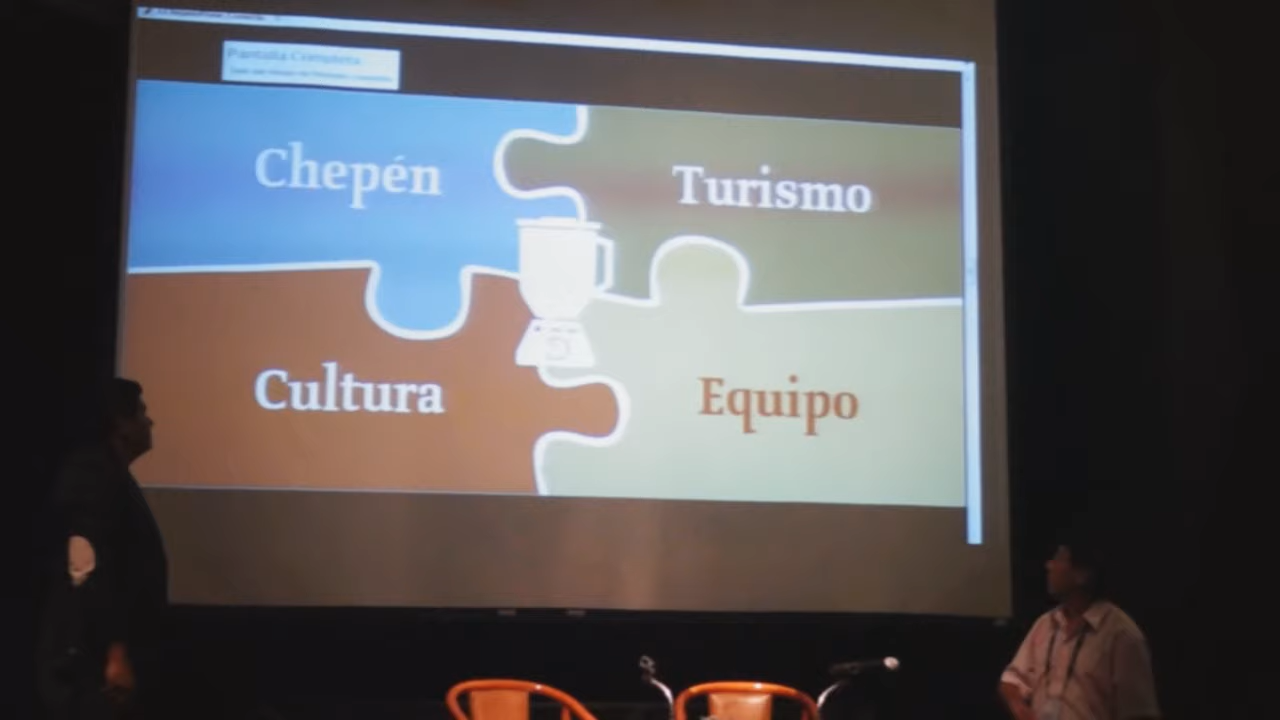 Pantalla Completa
Chepén
Turismo
Cultura
Equipo